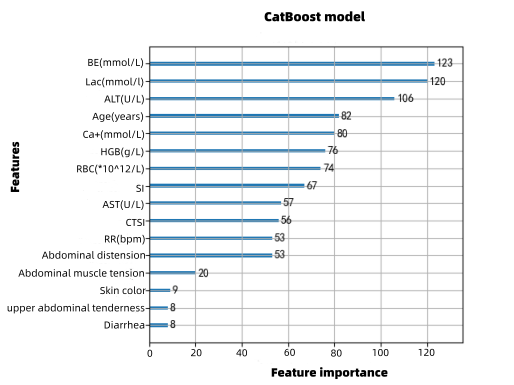 CatBoost model
Features
BE(mmol/L) 123
Lac(mmol/l) 120
ALT(U/L) 106
Age(years) 82
Ca+(mmol/L) 80
HGB(g/L) 76
RBC(*10^12/L) 74
SI 67
AST(U/L) 57
CTSI 56
RR(bpm) 53
Abdominal distension 53
Abdominal muscle tension 20
Skin color 9
upper abdominal tenderness 8
Diarrhea 8
0 20 40 60 80 100 120
Feature importance